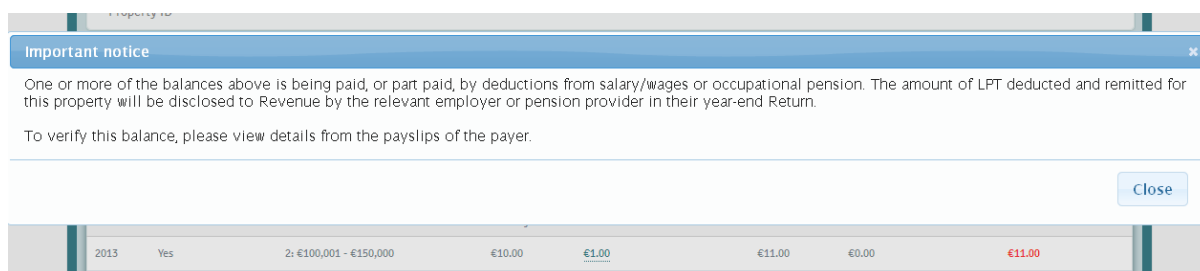 Property ID
Important notice
×
One or more of the balances above is being paid, or part paid, by deductions from salary/wages or occupational pension. The amount of LPT deducted and remitted for
this property will be disclosed to Revenue by the relevant employer or pension provider in their year-end Return.
To verify this balance, please view details from the payslips of the payer.
Close
2013 Yes 2: €100,001 - €150,000 €10.00 €1.00 €11.00 €0.00 €11.00